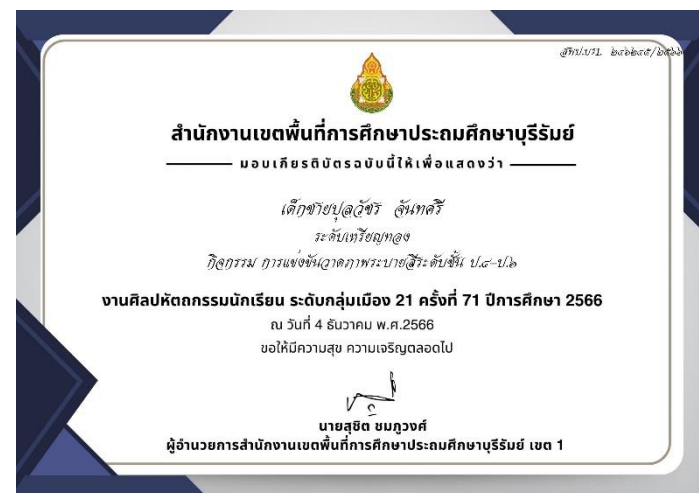 สำนักงานเขตพื้นที่การศึกษาประถมศึกษาบุรีรัมย์
มอบเกียรติบัตรฉบับนี้ให้เพื่อแสดงว่า
เด็กชายปุลวัชร จันทศรี
ระดับเหรียญทอง
กิจกรรม การแข่งขันวาดภาพระบายสีระดับชั้น ป.๔-ป.๖
งานศิลปหัตถกรรมนักเรียน ระดับกลุ่มเมือง 21 ครั้งที่ 71 ปีการศึกษา 2566
ณ วันที่ 4 ธันวาคม พ.ศ.2566
ขอให้มีความสุข ความเจริญตลอดไป
นายสุชิต ชมภูวงศ์
ผู้อำนวยการสำนักงานเขตพื้นที่การศึกษาประถมศึกษาบุรีรัมย์ เขต 1